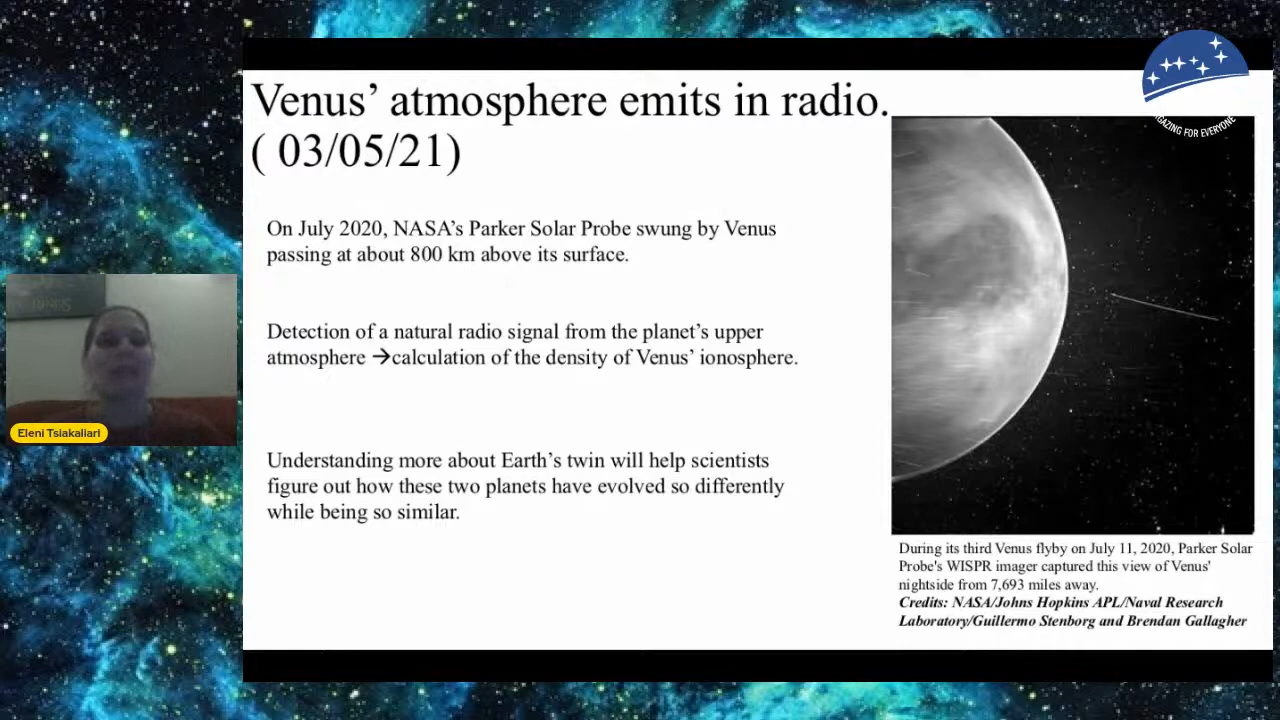 Venus’ atmosphere emits in radio.
( 03/05/21)
On July 2020, NASA’s Parker Solar Probe swung by Venus
passing at about 800 km above its surface.
Detection of a natural radio signal from the planet’s upper
atmosphere →calculation of the density of Venus’ ionosphere.
Understanding more about Earth’s twin will help scientists
figure out how these two planets have evolved so differently
while being so similar.
During its third Venus flyby on July 11, 2020, Parker Solar
Probe's WISPR imager captured this view of Venus'
nightside from 7,693 miles away.
Credits: NASA/Johns Hopkins APL/Naval Research
Laboratory/Guillermo Stenborg and Brendan Gallagher
FOR EVERYONE
Eleni Tsiakaliari